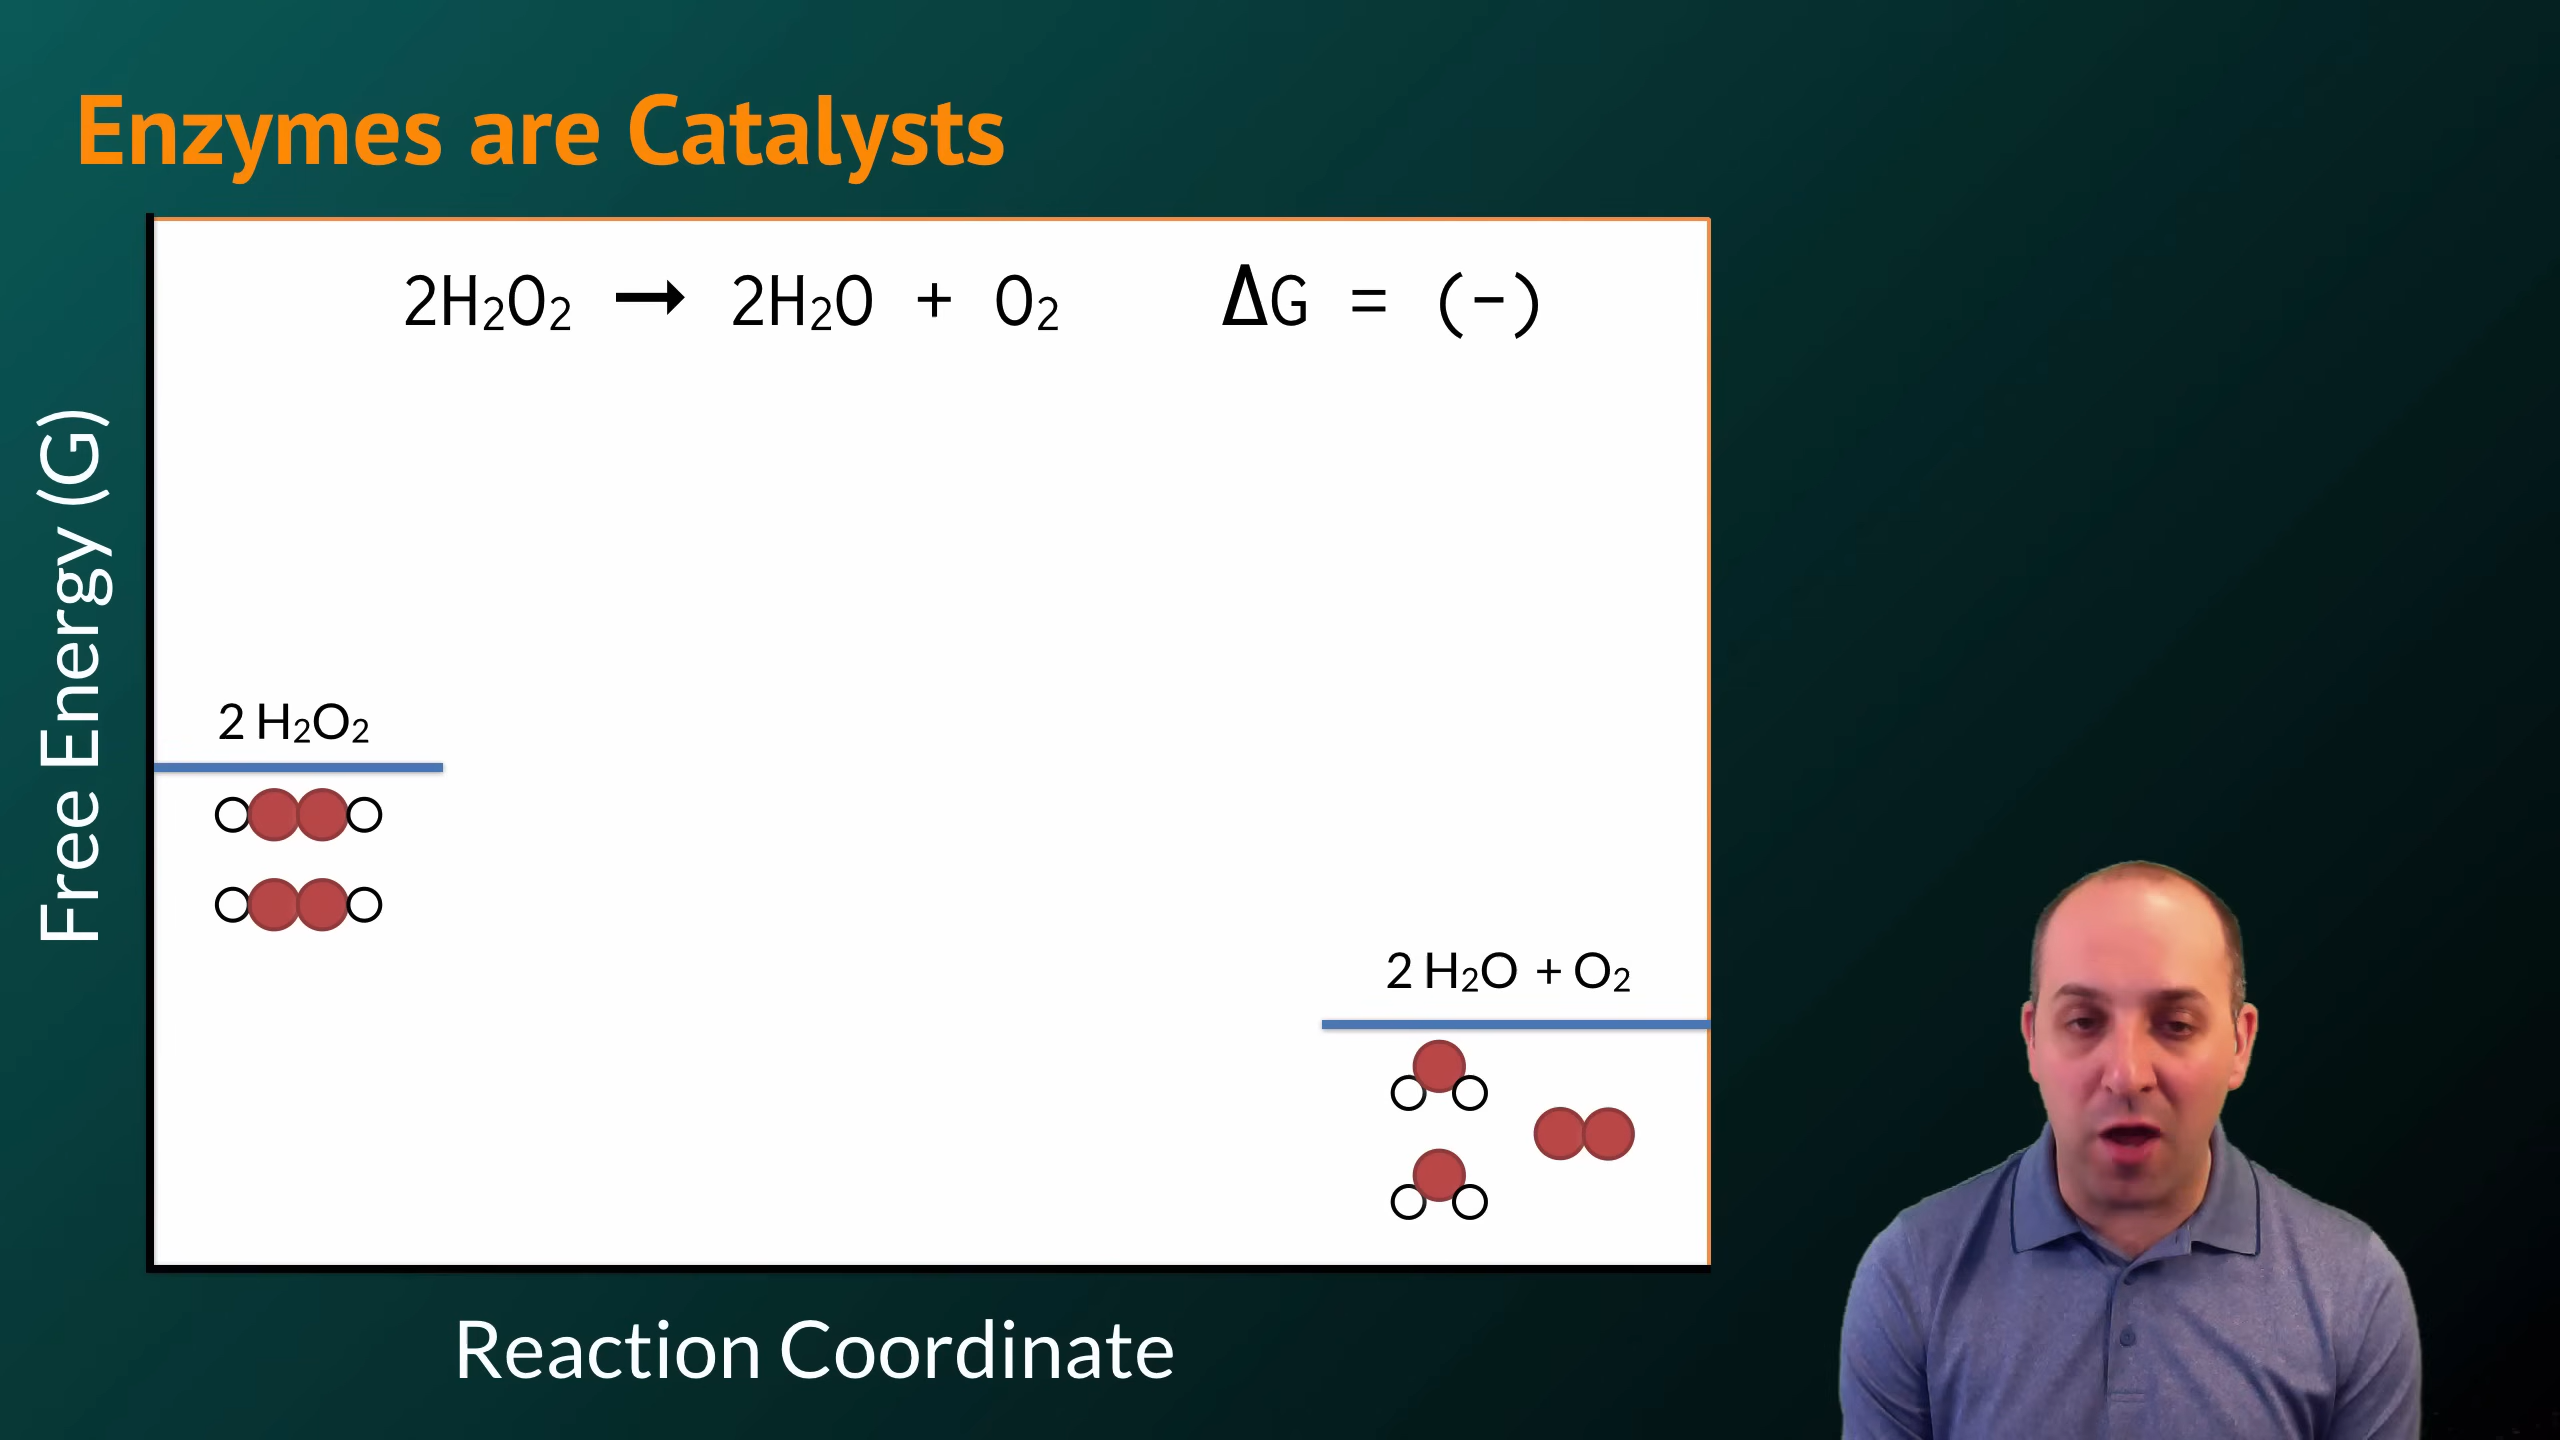 Enzymes are Catalysts
2H₂O₂ → 2H₂O + O₂ ΔG = (-)
Free Energy (G)
2 H₂O₂
2 H₂O + O₂
Reaction Coordinate